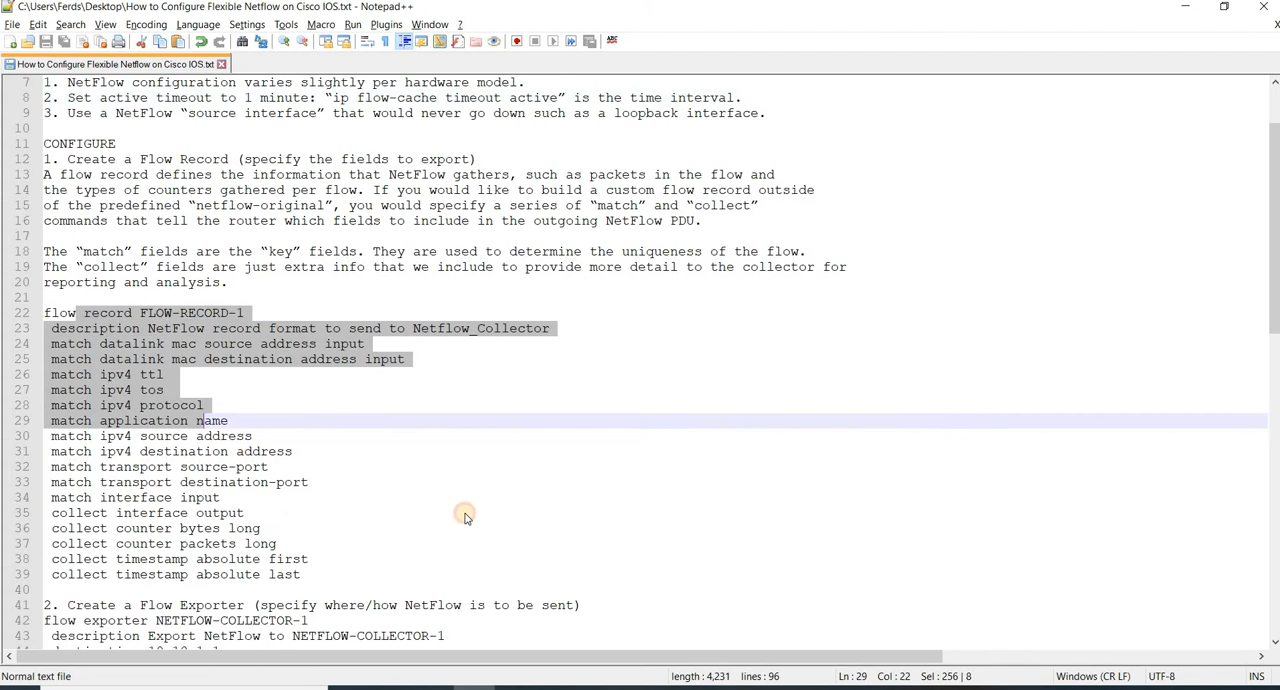 C:\Users\Ferds\Desktop\How to Configure Flexible Netflow on Cisco IOS.txt - Notepad++
File Edit Search View Encoding Language Settings Tools Macro Run Plugins Window ?
ABC
How to Configure Flexible Netflow on Cisco IOS.txt
7 1. NetFlow configuration varies slightly per hardware model.
8 2. Set active timeout to 1 minute: “ip flow-cache timeout active” is the time interval.
9 3. Use a NetFlow “source interface” that would never go down such as a loopback interface.
10
11 CONFIGURE
12 1. Create a Flow Record (specify the fields to export)
13 A flow record defines the information that NetFlow gathers, such as packets in the flow and
14 the types of counters gathered per flow. If you would like to build a custom flow record outside
15 of the predefined “netflow-original”, you would specify a series of “match” and “collect”
16 commands that tell the router which fields to include in the outgoing NetFlow PDU.
17
18 The “match” fields are the “key” fields. They are used to determine the uniqueness of the flow.
19 The “collect” fields are just extra info that we include to provide more detail to the collector for
20 reporting and analysis.
21
22 flow record FLOW-RECORD-1
23 description NetFlow record format to send to Netflow_Collector
24 match datalink mac source address input
25 match datalink mac destination address input
26 match ipv4 ttl
27 match ipv4 tos
28 match ipv4 protocol
29 match application name
30 match ipv4 source address
31 match ipv4 destination address
32 match transport source-port
33 match transport destination-port
34 match interface input
35 collect interface output
36 collect counter bytes long
37 collect counter packets long
38 collect timestamp absolute first
39 collect timestamp absolute last
40
41 2. Create a Flow Exporter (specify where/how NetFlow is to be sent)
42 flow exporter NETFLOW-COLLECTOR-1
43 description Export NetFlow to NETFLOW-COLLECTOR-1
Normal text file length : 4,231 lines : 96 Ln : 29 Col : 22 Sel : 256 | 8 Windows (CR LF) UTF-8 INS